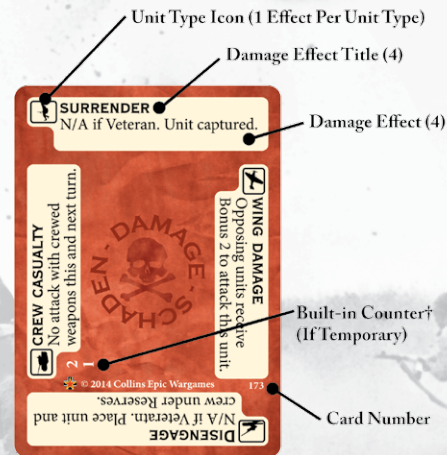 Unit Type Icon (1 Effect Per Unit Type)
Damage Effect Title (4)
Damage Effect (4)
SURRENDER
N/A if Veteran. Unit captured.
WING DAMAGE
Opposing units receive
Bonus 2 to attack this unit.
SCHADEN - DAMAGE -
CREW CASUALTY
No attack with crewed
weapons this and next turn.
2
1
Built-in Counter†
(If Temporary)
© 2014 Collins Epic Wargames
173
Card Number
DISENGAGE
N/A if Veteratn. Place unit and
crew under Reserves.